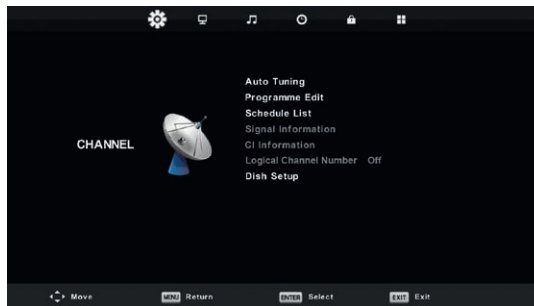 CHANNEL
Auto Tuning
Programme Edit
Schedule List
Signal Information
CI Information
Logical Channel Number Off
Dish Setup
Move MENU Return ENTER Select EXIT Exit